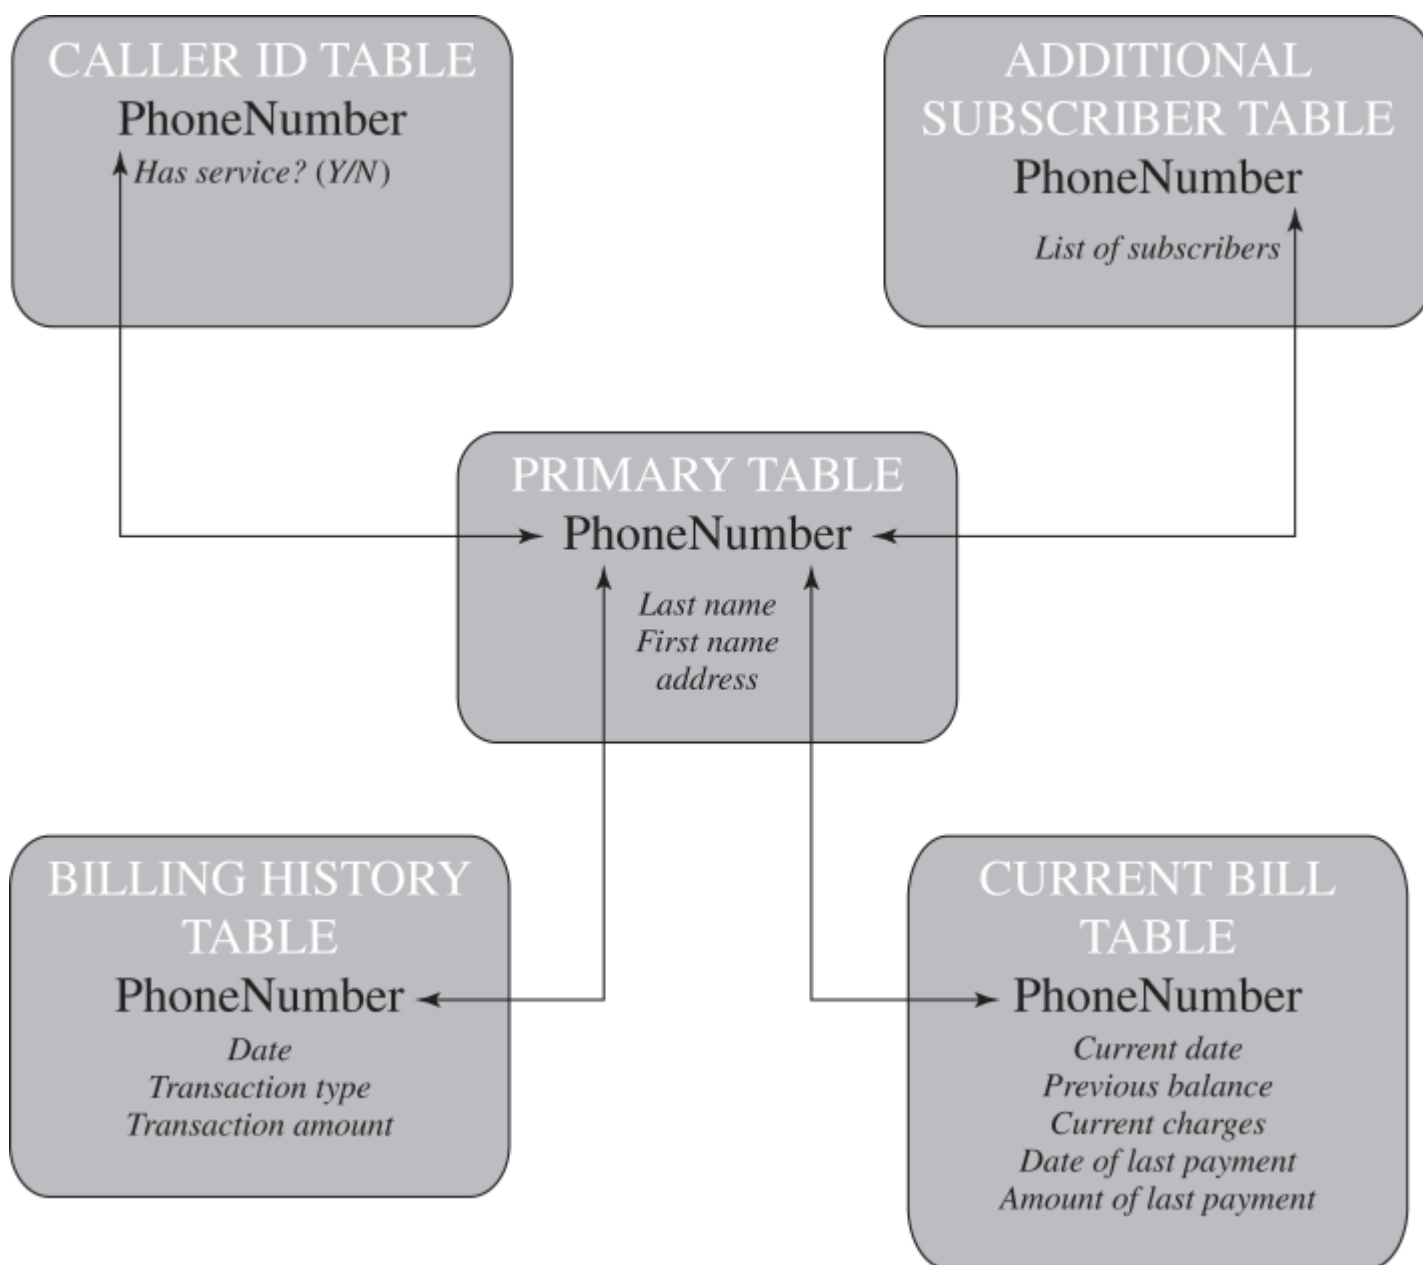 CALLER ID TABLE
PhoneNumber
Has service? (Y/N)
ADDITIONAL
SUBSCRIBER TABLE
PhoneNumber
List of subscribers
PRIMARY TABLE
PhoneNumber
Last name
First name
address
BILLING HISTORY
TABLE
PhoneNumber
Date
Transaction type
Transaction amount
CURRENT BILL
TABLE
PhoneNumber
Current date
Previous balance
Current charges
Date of last payment
Amount of last payment